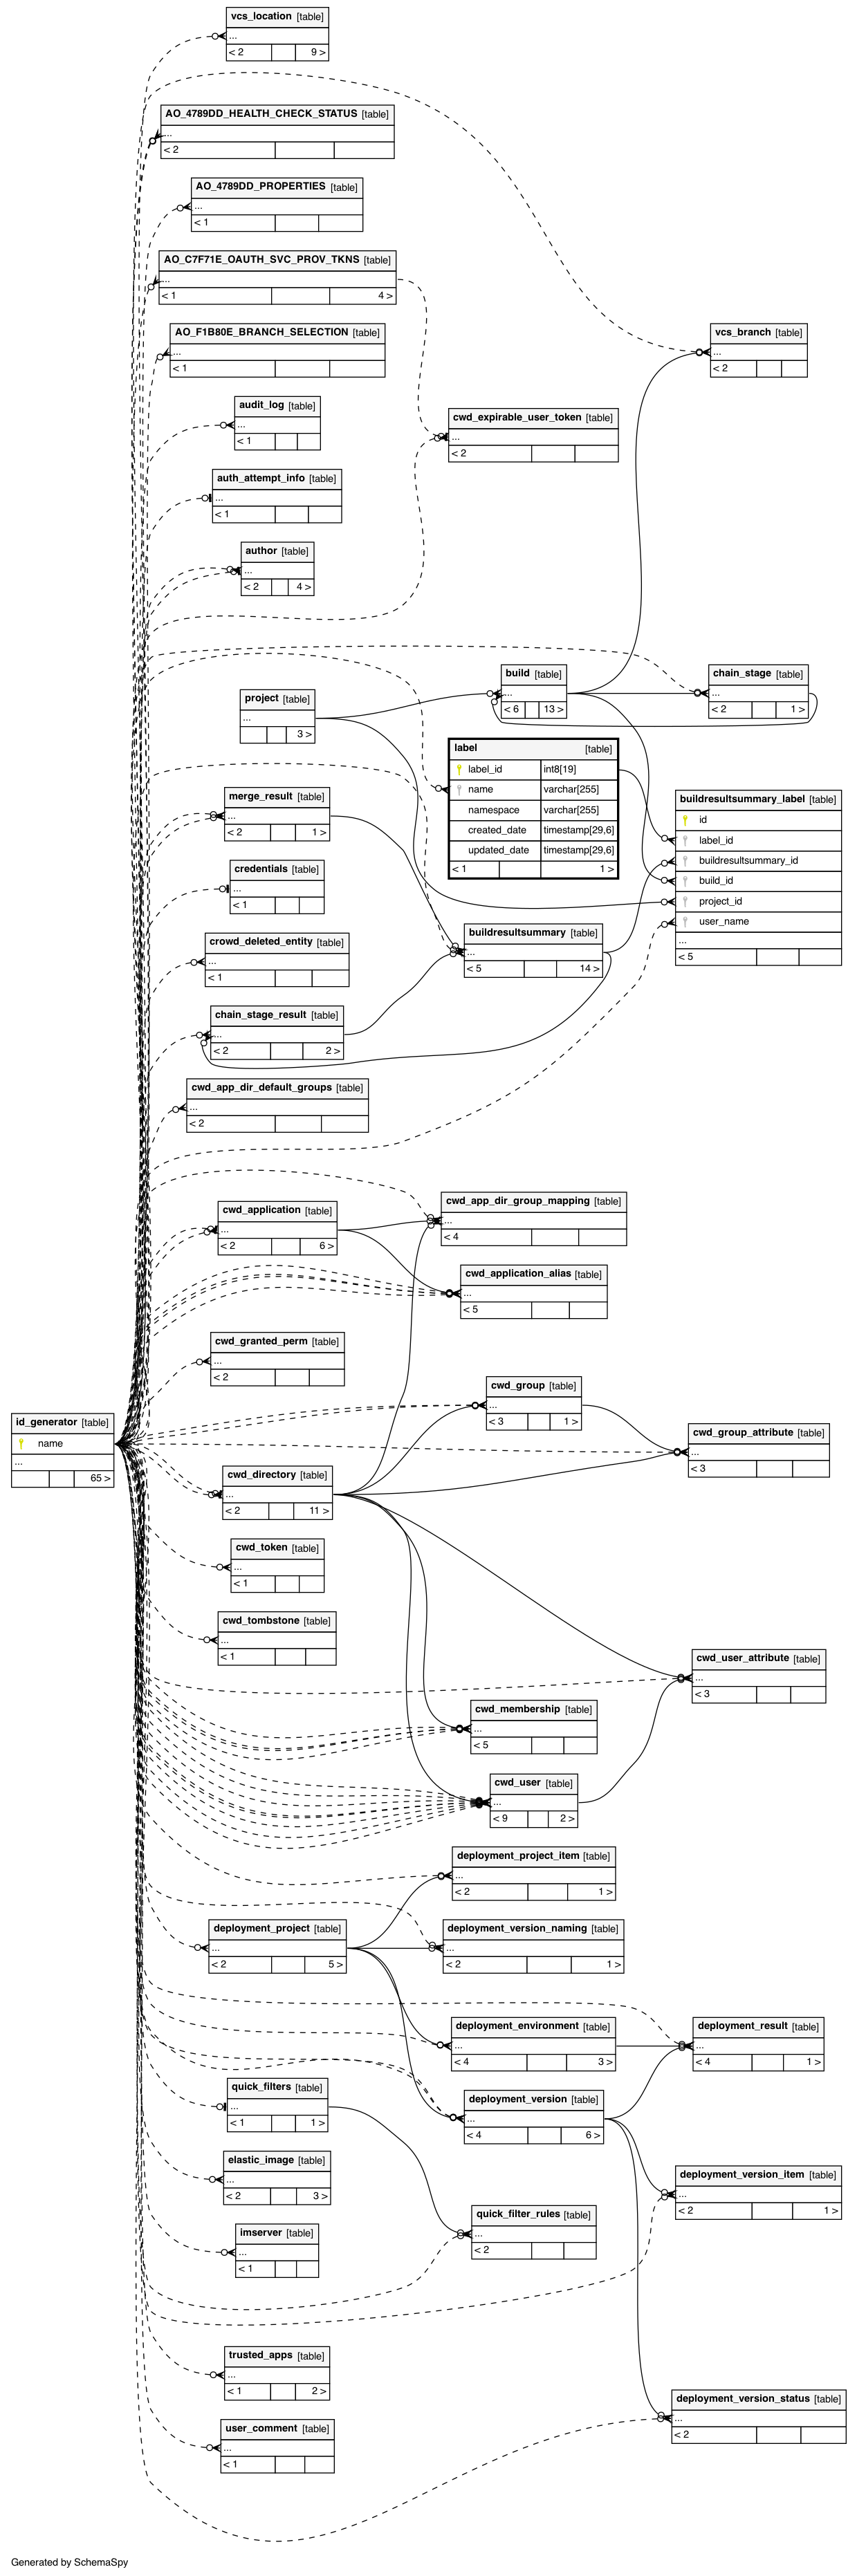 vcs_location [table]
...
< 2 9 >
AO_4789DD_HEALTH_CHECK_STATUS [table]
...
< 2
AO_4789DD_PROPERTIES [table]
...
< 1
AO_C7F71E_OAUTH_SVC_PROV_TKNS [table]
...
< 1 4 >
AO_F1B80E_BRANCH_SELECTION [table]
...
< 1
vcs_branch [table]
...
< 2
audit_log [table]
...
< 1
cwd_expirable_user_token [table]
...
< 2
auth_attempt_info [table]
...
< 1
author [table]
...
< 2 4 >
build [table]
...
< 6 13 >
chain_stage [table]
...
< 2 1 >
project [table]
...
3 >
label [table]
label_id int8[19]
name varchar[255]
namespace varchar[255]
created_date timestamp[29,6]
updated_date timestamp[29,6]
< 1 1 >
merge_result [table]
...
< 2 1 >
buildresultsummary_label [table]
id
label_id
buildresultsummary_id
build_id
project_id
user_name
...
< 5
credentials [table]
...
< 1
buildresultsummary [table]
...
< 5 14 >
crowd_deleted_entity [table]
...
< 1
chain_stage_result [table]
...
< 2 2 >
cwd_app_dir_default_groups [table]
...
< 2
cwd_application [table]
...
< 2 6 >
cwd_app_dir_group_mapping [table]
...
< 4
cwd_application_alias [table]
...
< 5
cwd_granted_perm [table]
...
< 2
cwd_group [table]
...
< 3 1 >
id_generator [table]
name
...
65 >
cwd_group_attribute [table]
...
< 3
cwd_directory [table]
...
< 2 11 >
cwd_token [table]
...
< 1
cwd_tombstone [table]
...
< 1
cwd_user_attribute [table]
...
< 3
cwd_membership [table]
...
< 5
cwd_user [table]
...
< 9 2 >
deployment_project_item [table]
...
< 2 1 >
deployment_project [table]
...
< 2 5 >
deployment_version_naming [table]
...
< 2 1 >
deployment_environment [table]
...
< 4 3 >
deployment_result [table]
...
< 4 1 >
quick_filters [table]
...
< 1 1 >
deployment_version [table]
...
< 4 6 >
elastic_image [table]
...
< 2 3 >
deployment_version_item [table]
...
< 2 1 >
quick_filter_rules [table]
...
< 2
imserver [table]
...
< 1
trusted_apps [table]
...
< 1 2 >
deployment_version_status [table]
...
< 2
user_comment [table]
...
< 1
Generated by SchemaSpy